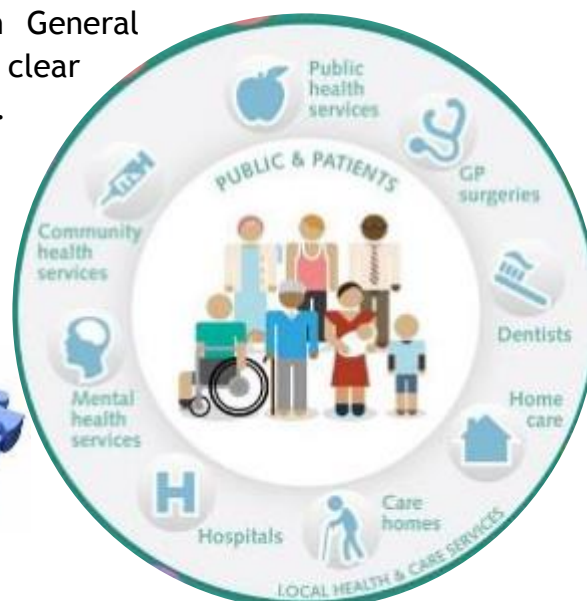 General
clear
.
Public
health
services
GP
surgeries
Dentists
Home
care
Care
homes
Hospitals
Mental
health
services
Community
health
services
PUBLIC & PATIENTS
LOCAL HEALTH & CARE SERVICES
H